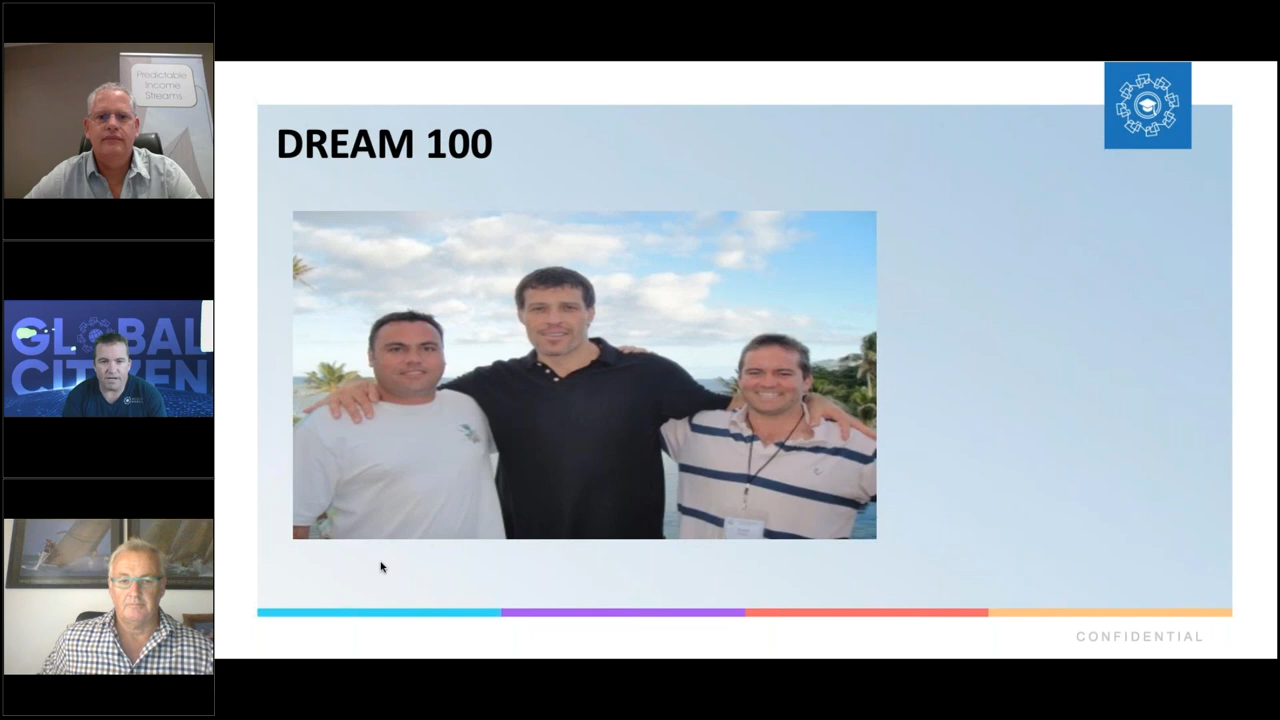 Predictable
Income
Streams
GLOBAL
CITIZEN
DREAM 100
CONFIDENTIAL